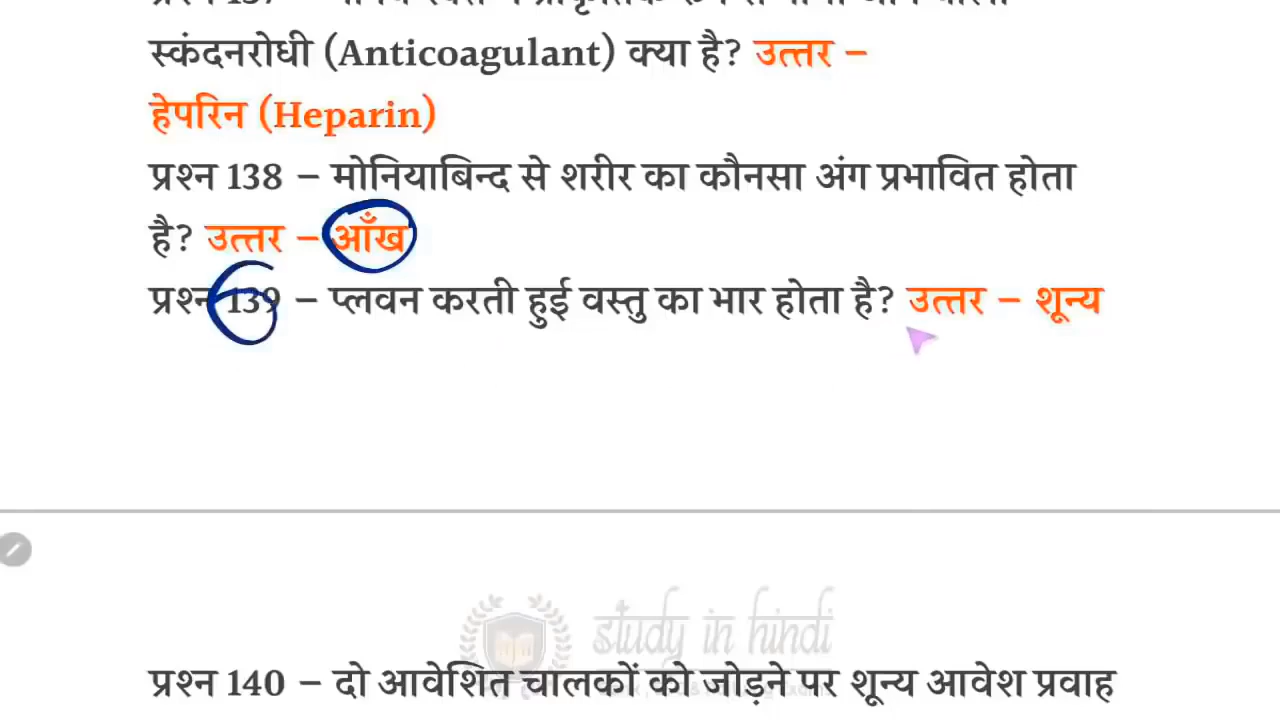 स्कंदनरोधी (Anticoagulant) क्या है? उत्तर –
हेपरिन (Heparin)
प्रश्न 138 – मोनियाबिन्द से शरीर का कौनसा अंग प्रभावित होता
है? उत्तर – आँख
प्रश्न 139 – प्लवन करती हुई वस्तु का भार होता है? उत्तर – शून्य
study in hindi
प्रश्न 140 – दो आवेशित चालकों को जोड़ने पर शून्य आवेश प्रवाह